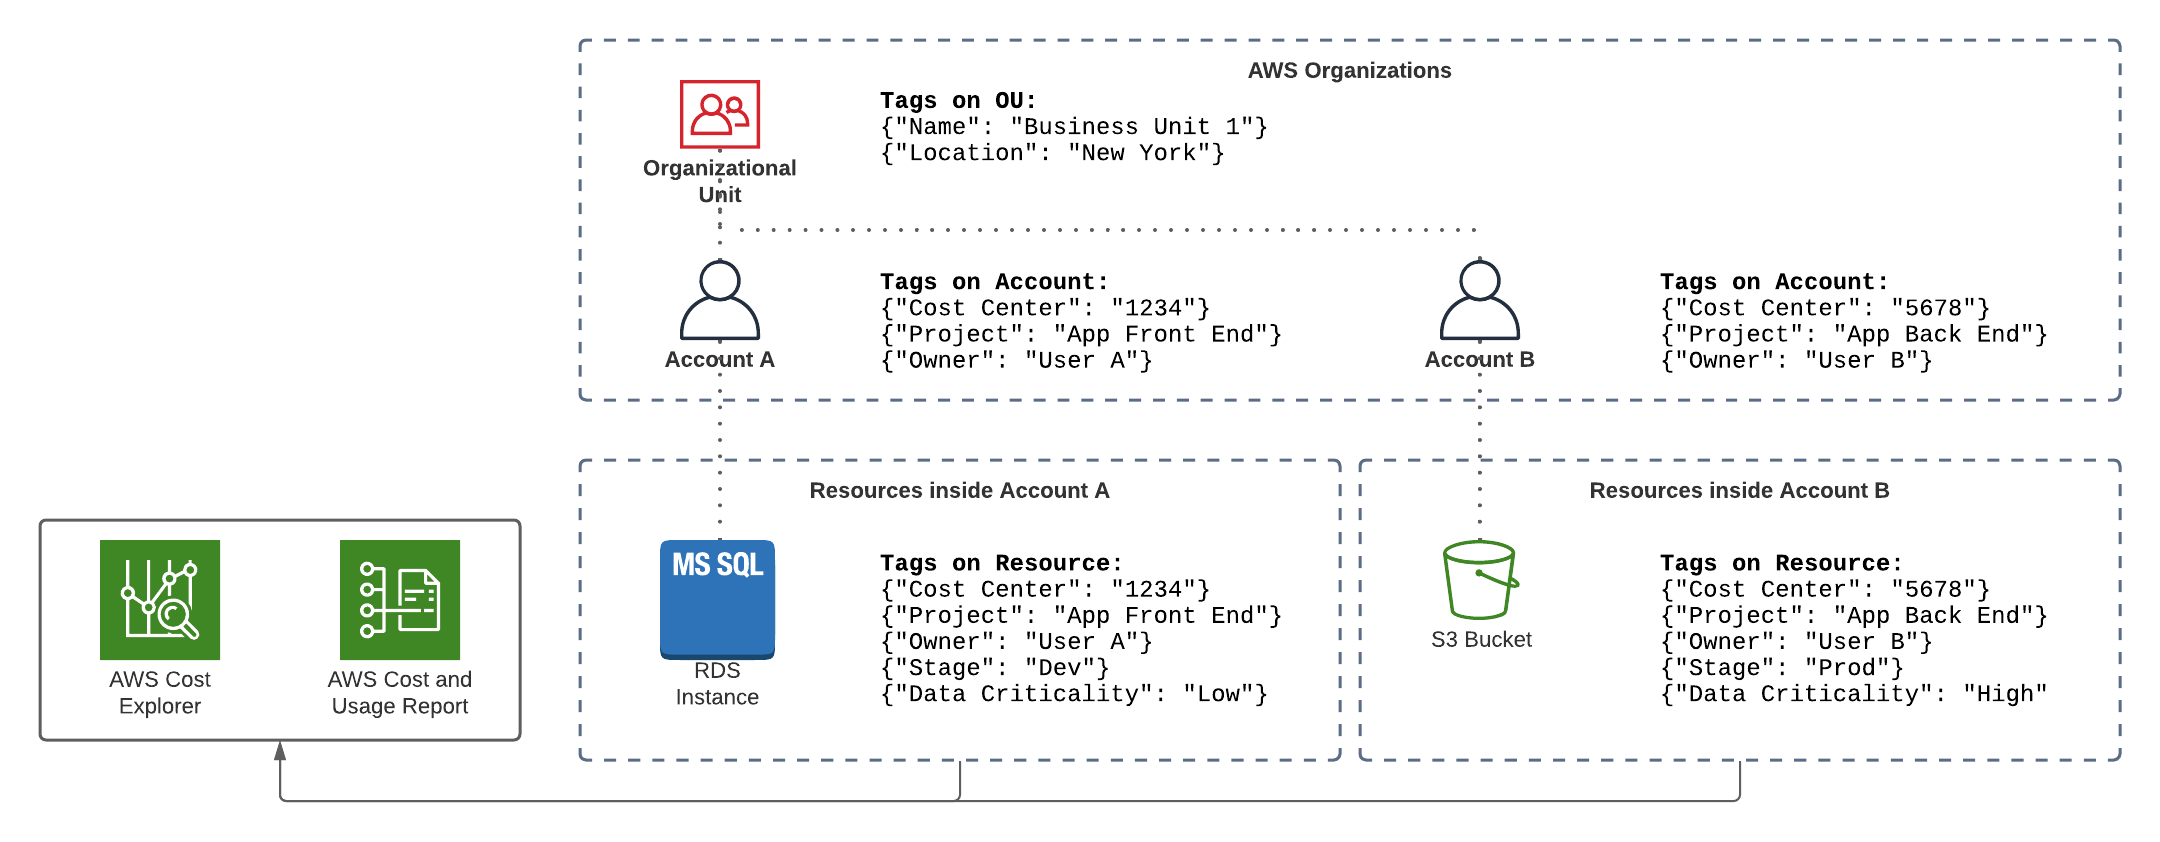 AWS Organizations
Tags on OU:
{"Name": "Business Unit 1"}
{"Location": "New York"}
Organizational
Unit
Tags on Account:
{"Cost Center": "1234"}
{"Project": "App Front End"}
{"Owner": "User A"}
Account A
Tags on Account:
{"Cost Center": "5678"}
{"Project": "App Back End"}
{"Owner": "User B"}
Account B
Resources inside Account A
MS SQL
RDS
Instance
Tags on Resource:
{"Cost Center": "1234"}
{"Project": "App Front End"}
{"Owner": "User A"}
{"Stage": "Dev"}
{"Data Criticality": "Low"}
Resources inside Account B
S3 Bucket
Tags on Resource:
{"Cost Center": "5678"}
{"Project": "App Back End"}
{"Owner": "User B"}
{"Stage": "Prod"}
{"Data Criticality": "High"
AWS Cost
Explorer
AWS Cost and
Usage Report